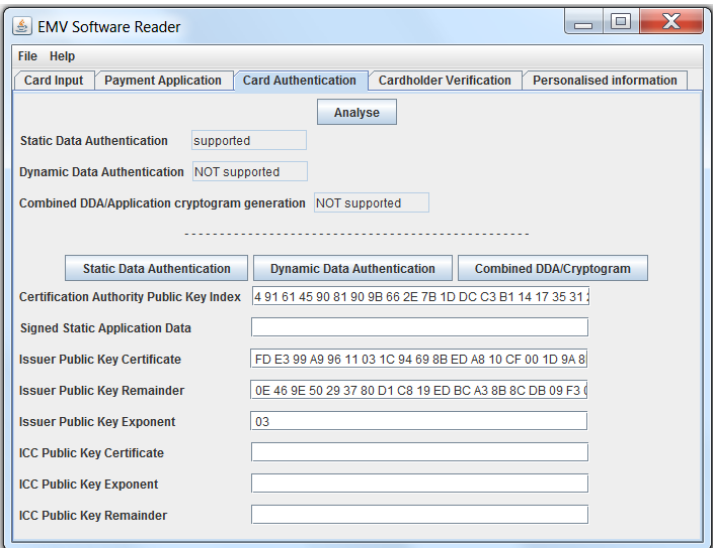 EMV Software Reader
File Help
Card Input Payment Application Card Authentication Cardholder Verification Personalised information
Analyse
Static Data Authentication supported
Dynamic Data Authentication NOT supported
Combined DDA/Application cryptogram generation NOT supported
- - - - - - - - - - - - - - - - - - - - - - - - - - - - - - - - - - - - - - - - - - - - - -
Static Data Authentication Dynamic Data Authentication Combined DDA/Cryptogram
Certification Authority Public Key Index 4 91 61 45 90 81 90 9B 66 2E 7B 1D DC C3 B1 14 17 35 31
Signed Static Application Data
Issuer Public Key Certificate FD E3 99 A9 96 11 03 1C 94 69 8B ED A8 10 CF 00 1D 9A 8
Issuer Public Key Remainder 0E 46 9E 50 29 37 80 D1 C8 19 ED BC A3 8B 8C DB 09 F3
Issuer Public Key Exponent 03
ICC Public Key Certificate
ICC Public Key Exponent
ICC Public Key Remainder